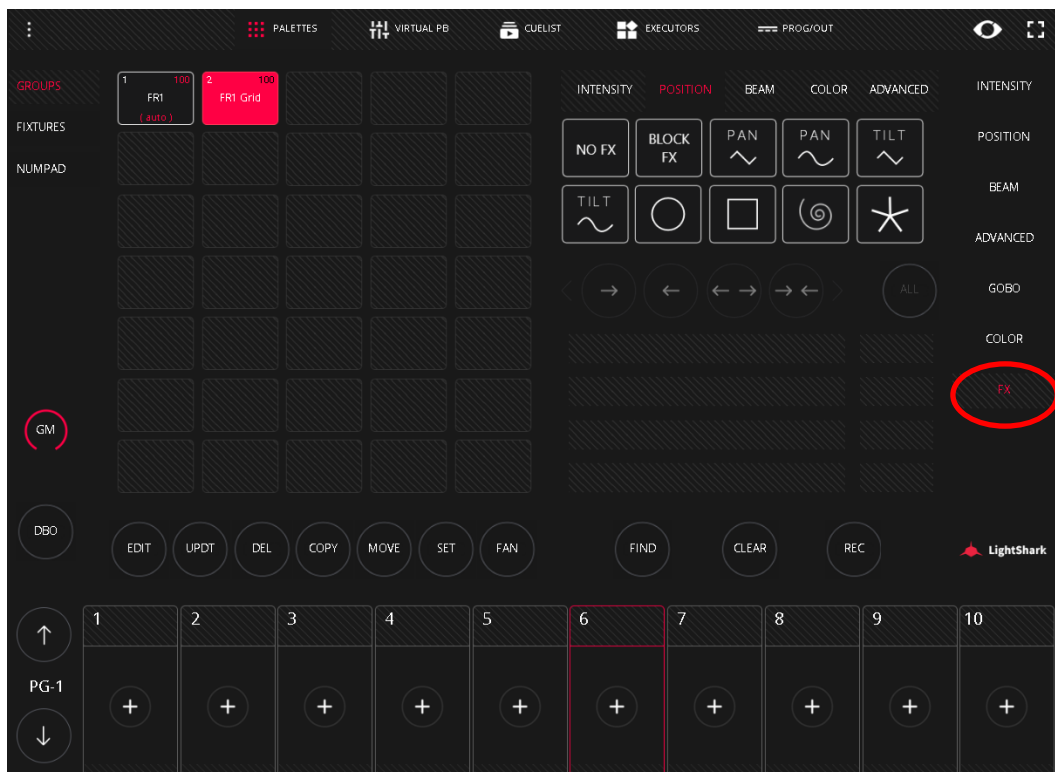 PALETTES
VIRTUAL PB
CUELIST
EXECUTORS
PROG/OUT
GROUPS
FIXTURES
NUMPAD
1 100
FR1
(auto)
2 100
FR1 Grid
INTENSITY POSITION BEAM COLOR ADVANCED
NO FX
BLOCK
FX
PAN
PAN
TILT
TILT
ALL
INTENSITY
POSITION
BEAM
ADVANCED
GOBO
COLOR
FX
GM
DBO
EDIT UPDT DEL COPY MOVE SET FAN
FIND CLEAR REC
LightShark
1 2 3 4 5 6 7 8 9 10
PG-1